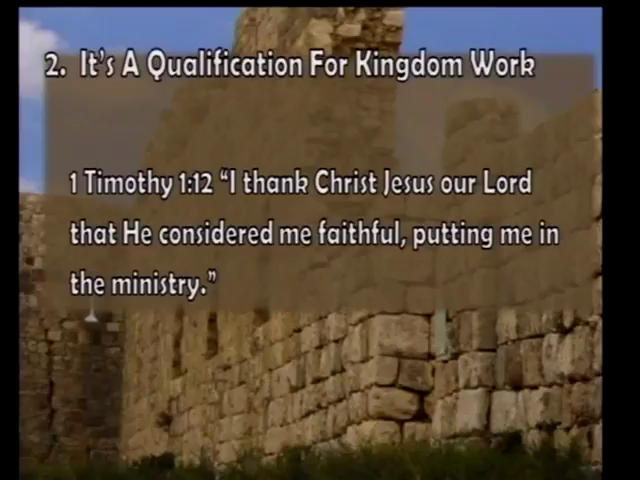 2. It's A Qualification For Kingdom Work
1 Timothy 1:12 “I thank Christ Jesus our Lord
that He considered me faithful, putting me in
the ministry.”